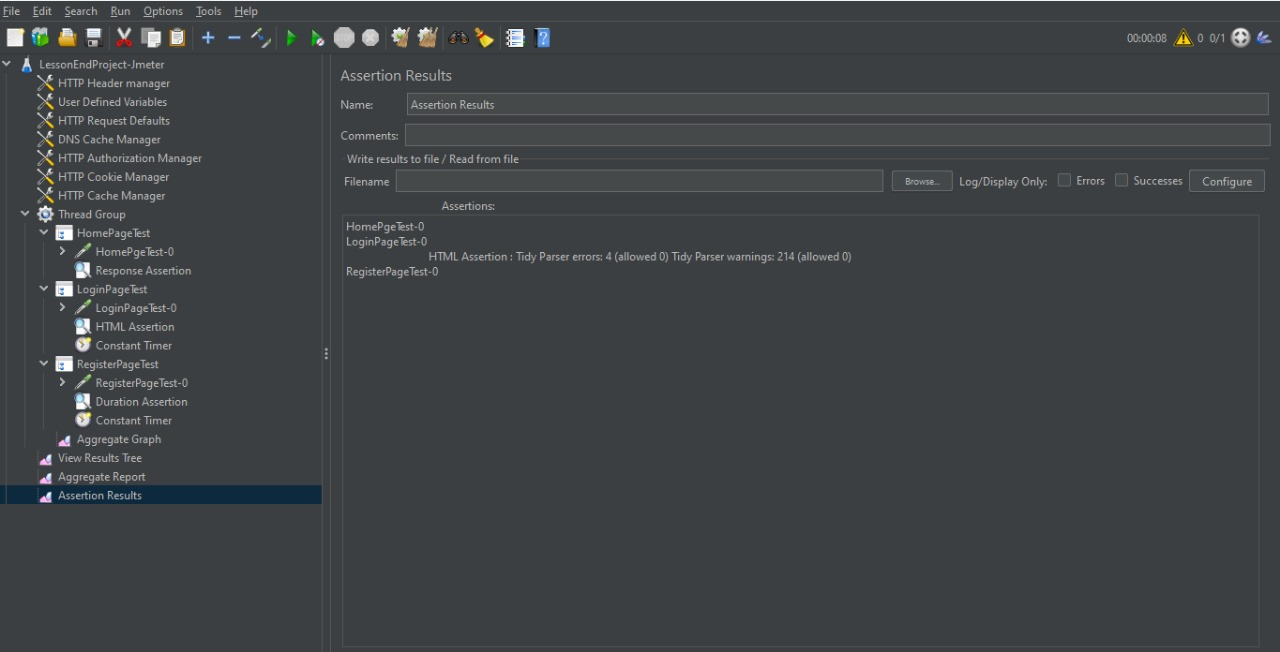 File Edit Search Run Options Tools Help
00:00:08 0 0/1
LessonEndProject-Jmeter
HTTP Header manager
User Defined Variables
HTTP Request Defaults
DNS Cache Manager
HTTP Authorization Manager
HTTP Cookie Manager
HTTP Cache Manager
Thread Group
HomePageTest
HomePgeTest-0
Response Assertion
LoginPageTest
LoginPageTest-0
HTML Assertion
Constant Timer
RegisterPageTest
RegisterPageTest-0
Duration Assertion
Constant Timer
Aggregate Graph
View Results Tree
Aggregate Report
Assertion Results
Assertion Results
Name: Assertion Results
Comments:
Write results to file / Read from file
Filename Browse... Log/Display Only: Errors Successes Configure
Assertions:
HomePgeTest-0
LoginPageTest-0
HTML Assertion : Tidy Parser errors: 4 (allowed 0) Tidy Parser warnings: 214 (allowed 0)
RegisterPageTest-0